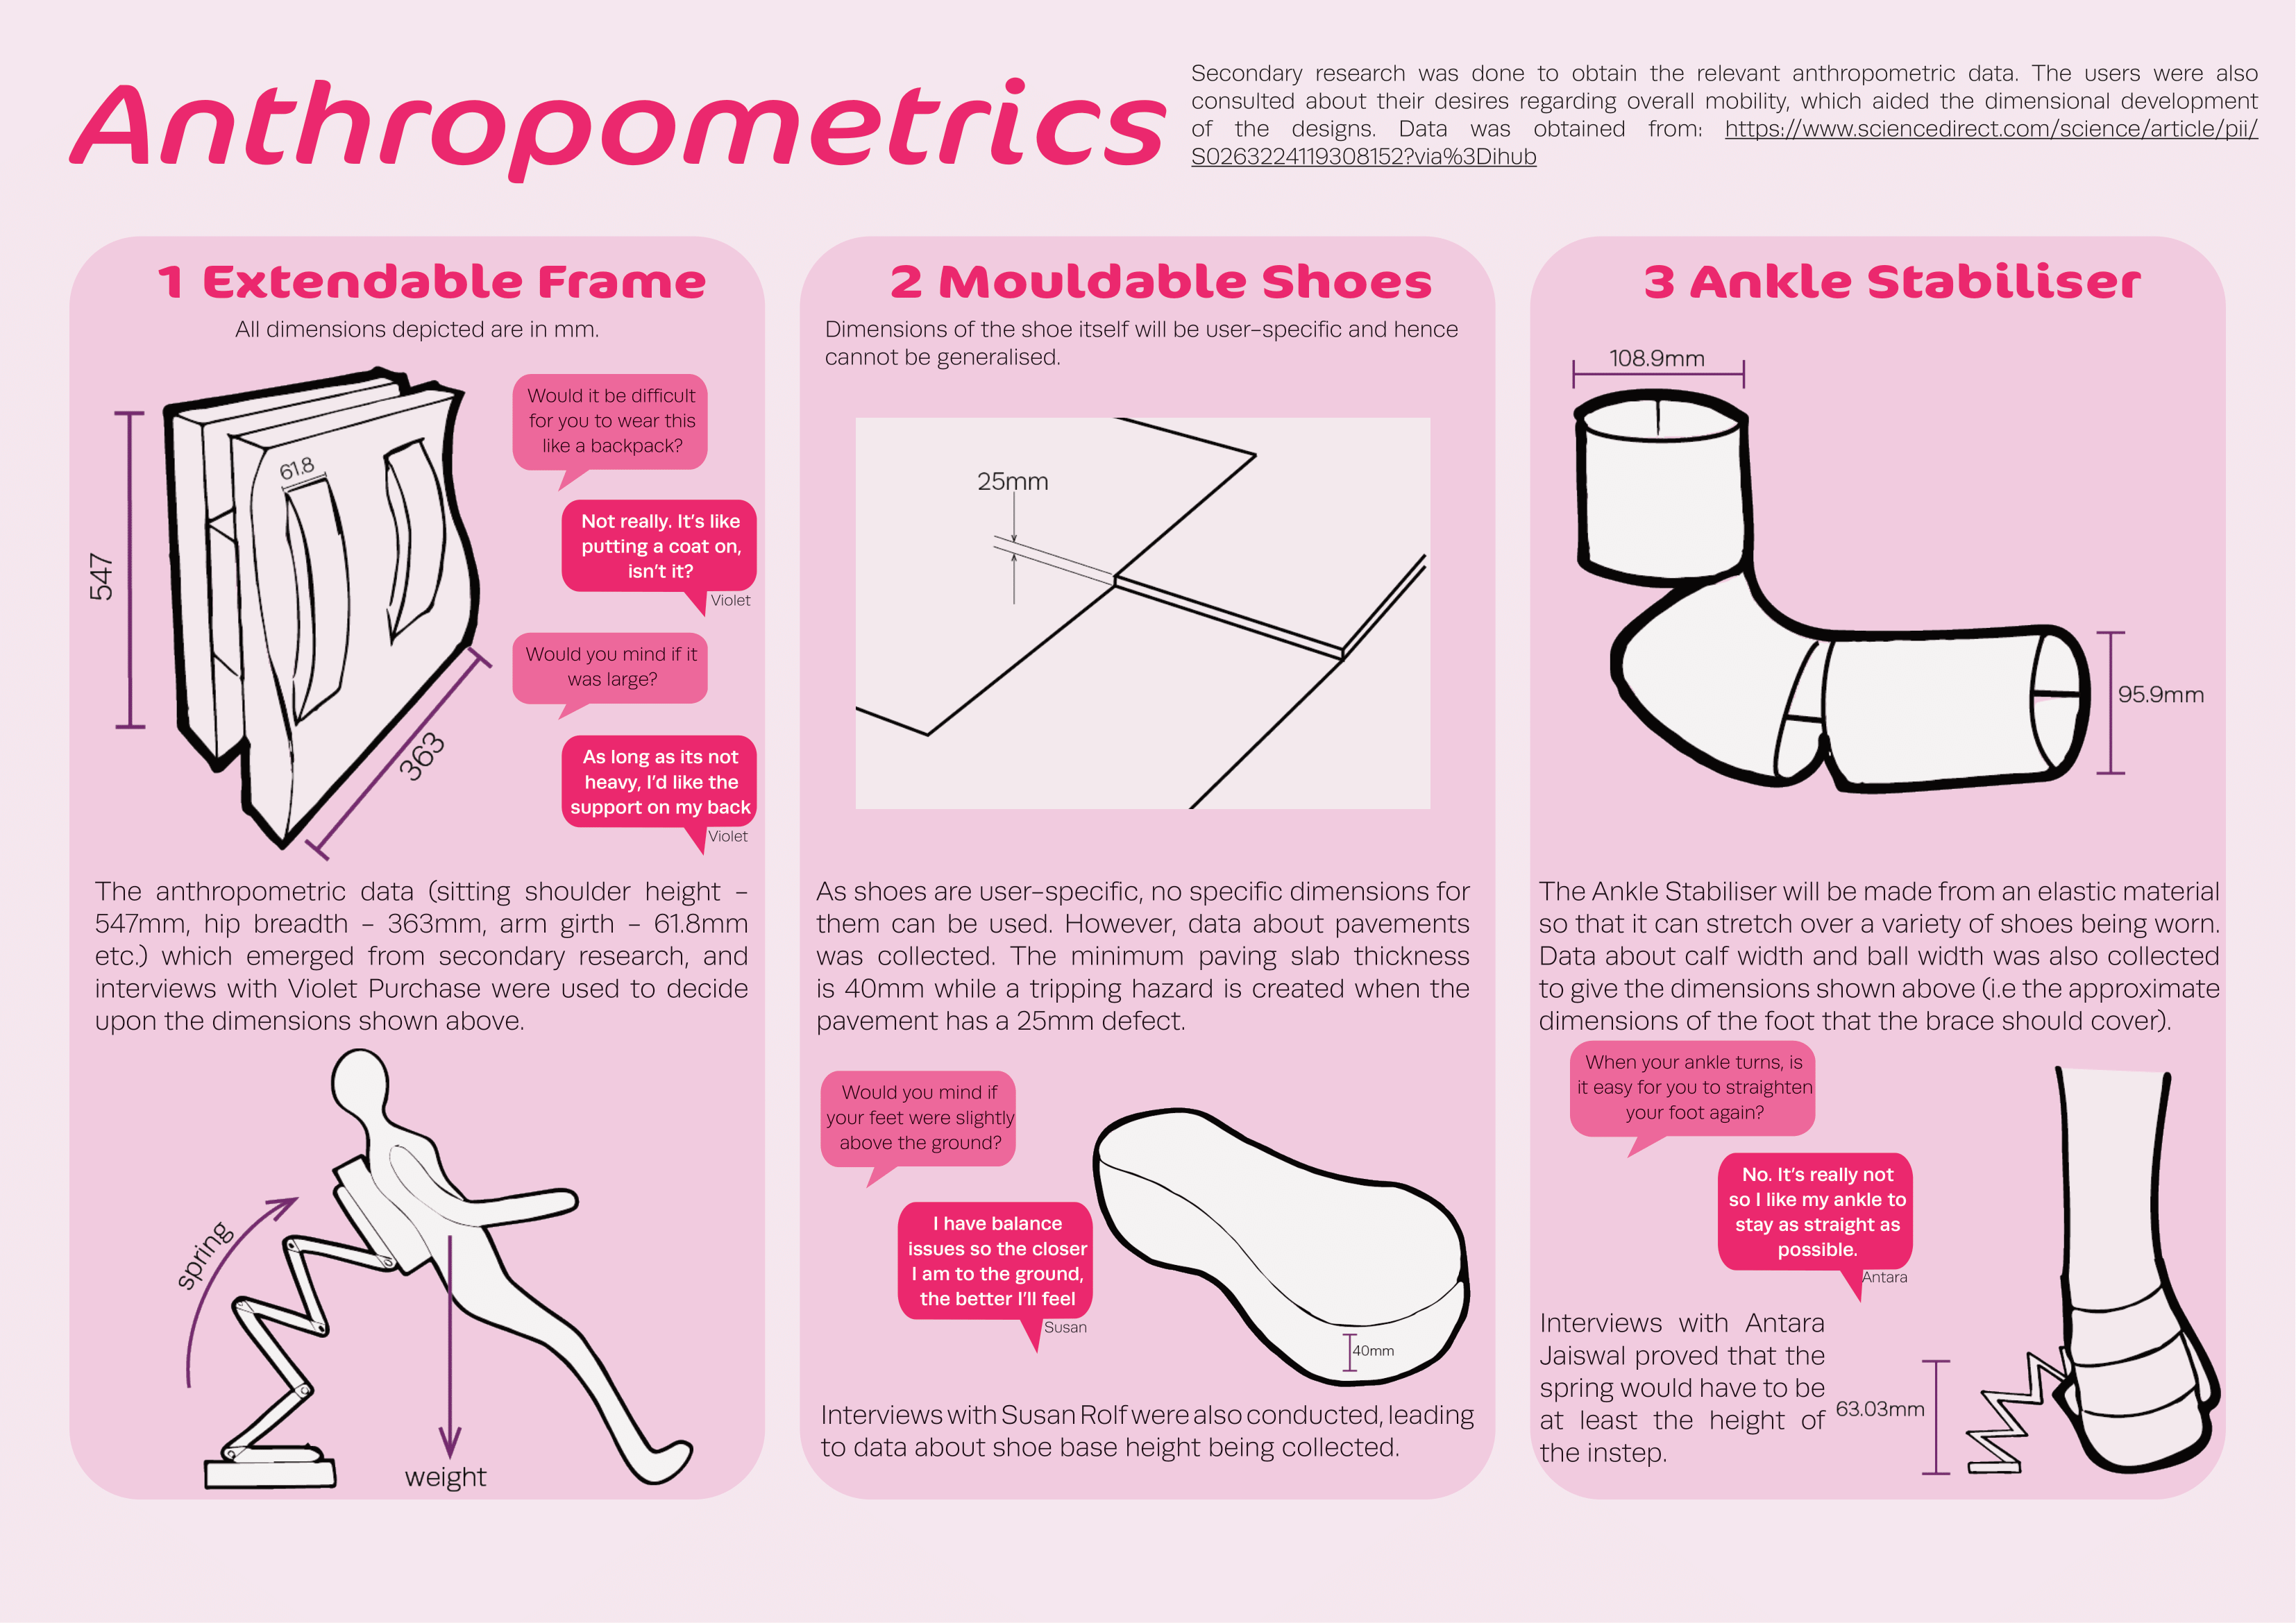 Anthropometrics
Secondary research was done to obtain the relevant anthropometric data. The users were also
consulted about their desires regarding overall mobility, which aided the dimensional development
of the designs. Data was obtained from: https://www.sciencedirect.com/science/article/pii/
S0263224119308152?via%3Dihub
1 Extendable Frame
All dimensions depicted are in mm.
547
61.8
363
Would it be difficult
for you to wear this
like a backpack?
Not really. It's like
putting a coat on,
isn't it?
Violet
Would you mind if it
was large?
As long as its not
heavy, I'd like the
support on my back
Violet
The anthropometric data (sitting shoulder height -
547mm, hip breadth - 363mm, arm girth - 61.8mm
etc.) which emerged from secondary research, and
interviews with Violet Purchase were used to decide
upon the dimensions shown above.
spring
weight
2 Mouldable Shoes
Dimensions of the shoe itself will be user-specific and hence
cannot be generalised.
25mm
As shoes are user-specific, no specific dimensions for
them can be used. However, data about pavements
was collected. The minimum paving slab thickness
is 40mm while a tripping hazard is created when the
pavement has a 25mm defect.
Would you mind if
your feet were slightly
above the ground?
I have balance
issues so the closer
I am to the ground,
the better I'll feel
Susan
40mm
Interviews with Susan Rolf were also conducted, leading
to data about shoe base height being collected.
3 Ankle Stabiliser
108.9mm
95.9mm
The Ankle Stabiliser will be made from an elastic material
so that it can stretch over a variety of shoes being worn.
Data about calf width and ball width was also collected
to give the dimensions shown above (i.e the approximate
dimensions of the foot that the brace should cover).
When your ankle turns, is
it easy for you to straighten
your foot again?
No. It's really not
so I like my ankle to
stay as straight as
possible.
Antara
Interviews with Antara
Jaiswal proved that the
spring would have to be
at least the height of
the instep.
63.03mm